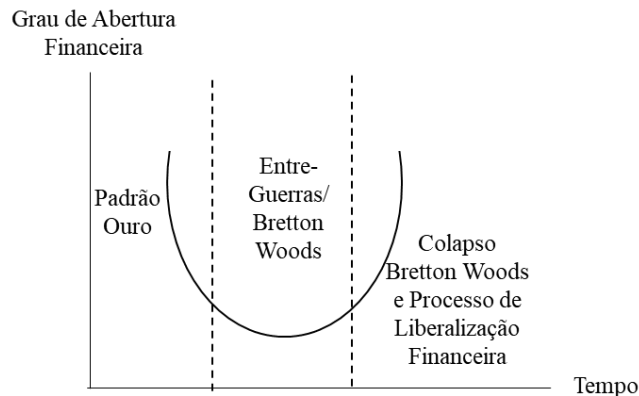 Grau de Abertura
Financeira
Padrão
Ouro
Entre-
Guerras/
Bretton
Woods
Colapso
Bretton Woods
e Processo de
Liberalização
Financeira
Tempo